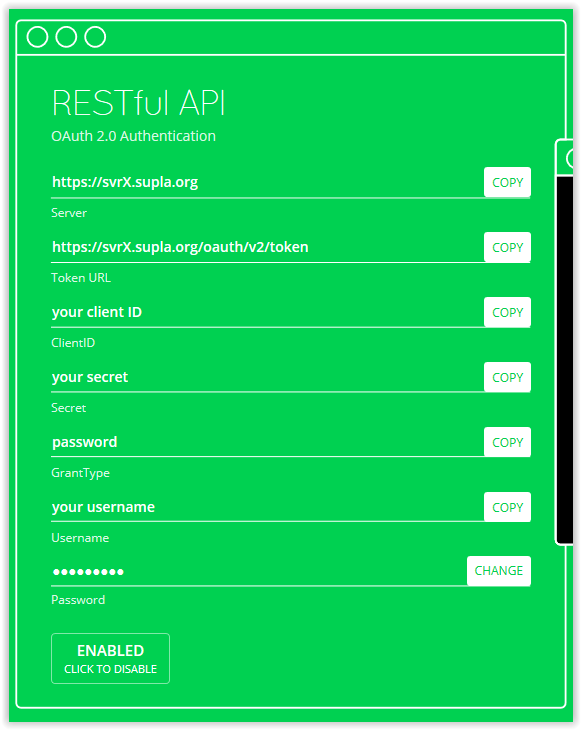 RESTful API
OAuth 2.0 Authentication
https://svrX.supla.org
COPY
Server
https://svrX.supla.org/oauth/v2/token
COPY
Token URL
your client ID
COPY
ClientID
your secret
COPY
Secret
password
COPY
GrantType
your username
COPY
Username
•••••••••
CHANGE
Password
ENABLED
CLICK TO DISABLE